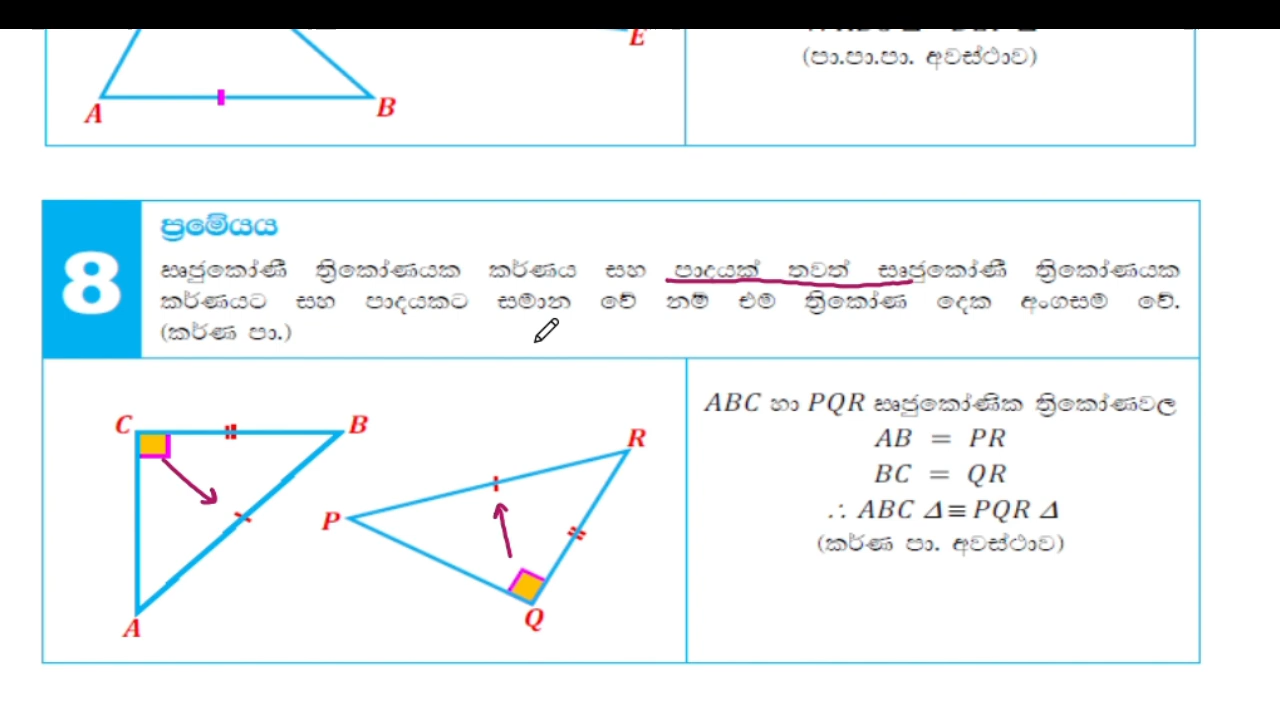 E
(පා.පා.පා. අවස්ථාව)
A
B
8
ප්‍රමේයය
සෘජුකෝණී ත්‍රිකෝණයක කර්ණය සහ පාදයක් තවත් සෘජුකෝණී ත්‍රිකෝණයක
කර්ණයට සහ පාදයකට සමාන වේ නම් එම ත්‍රිකෝණ දෙක අංගසම වේ.
(කර්ණ පා.)
C
B
R
P
Q
A
ABC හා PQR සෘජුකෝණික ත්‍රිකෝණවල
AB = PR
BC = QR
∴ ABC Δ ≡ PQR Δ
(කර්ණ පා. අවස්ථාව)